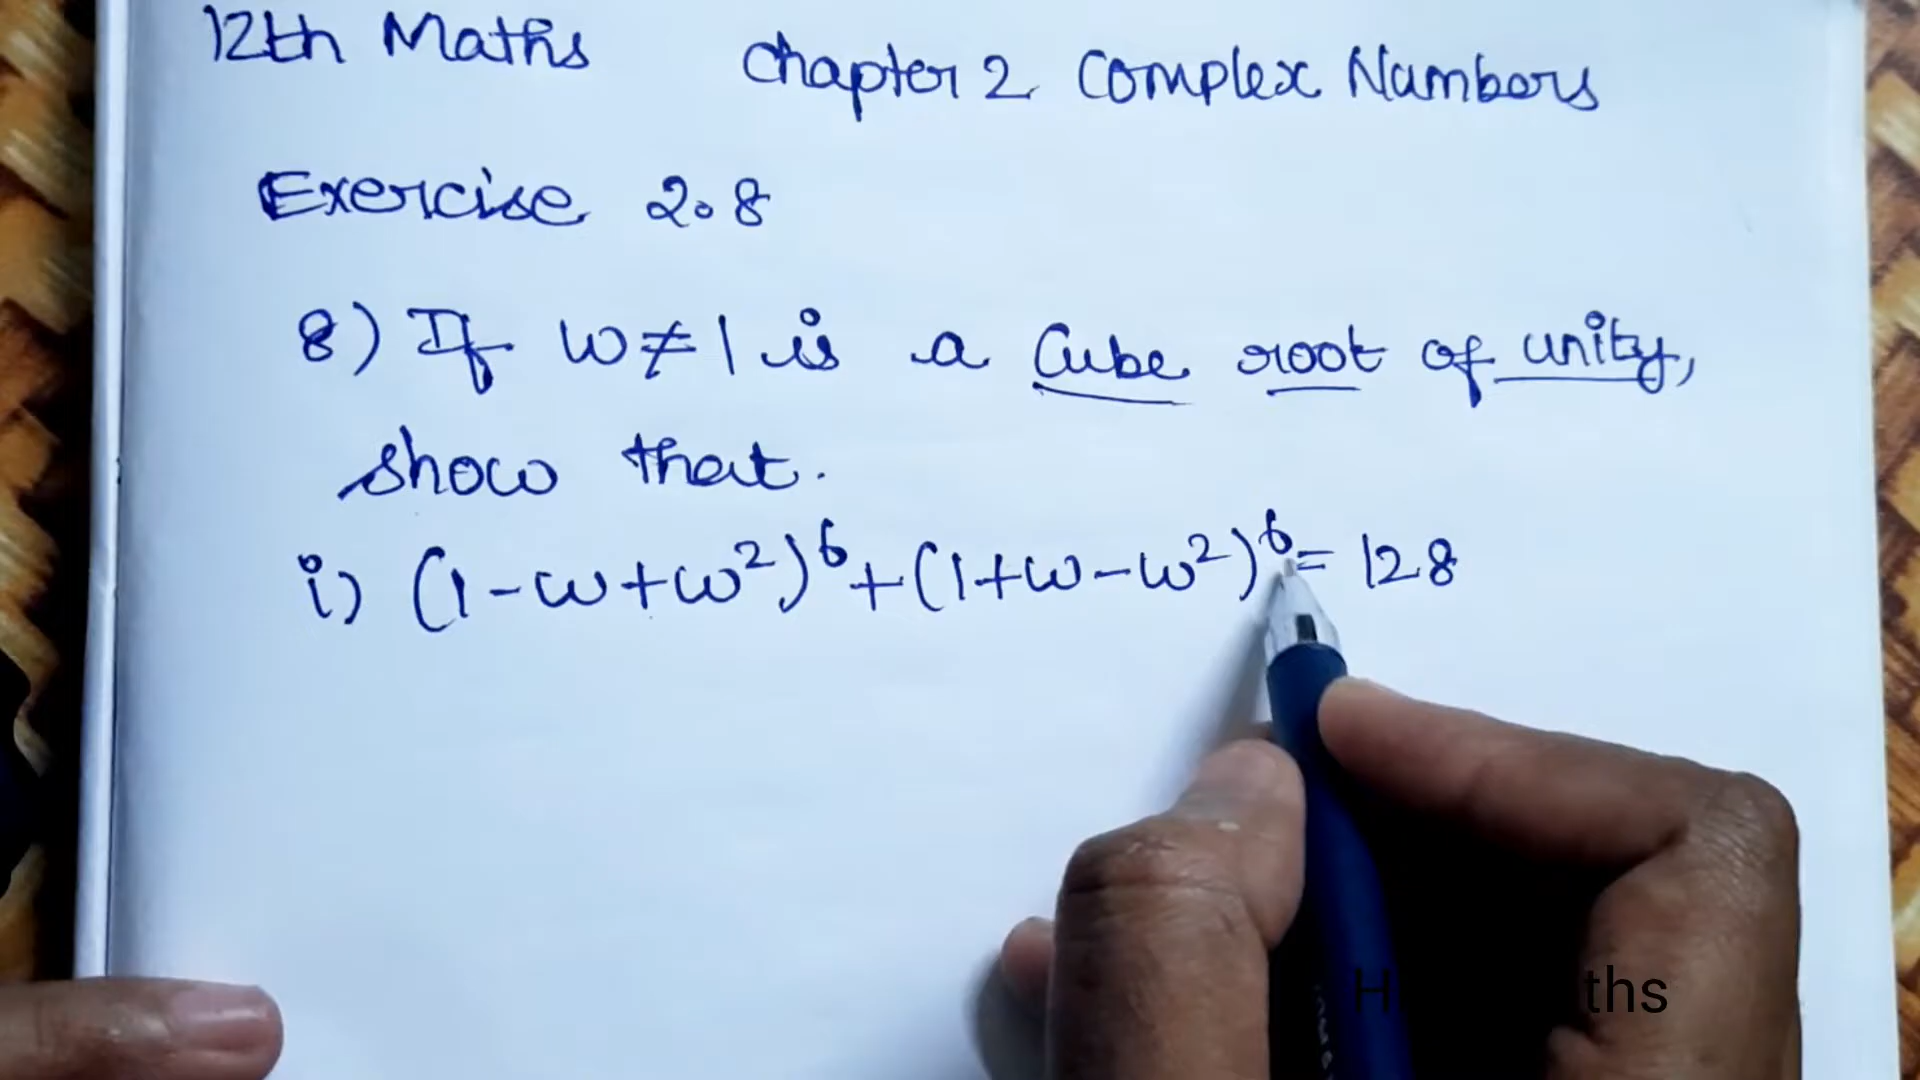 12th Maths Chapter 2 Complex Numbers
Exercise 2.8
8) If ω≠1 is a Cube root of unity,
show that.
i) (1-ω+ω²)⁶+(1+ω-ω²)⁶= 128